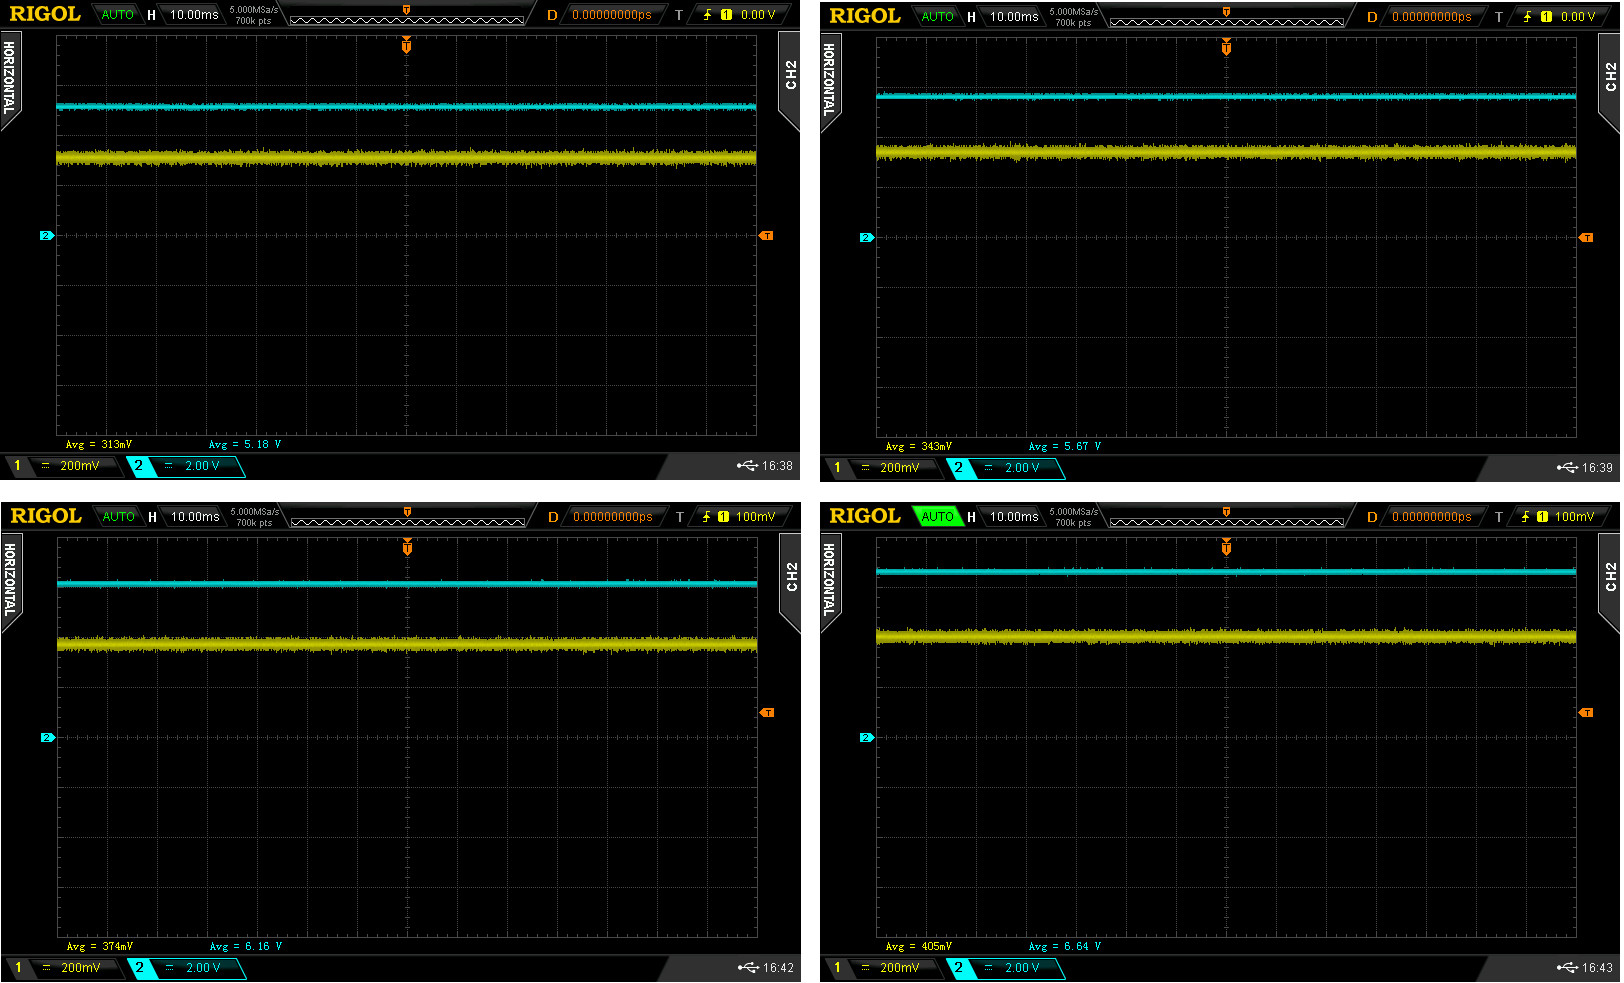 RIGOL AUTO H 10.00ms 5.000MSa/s 700k pts T D 0.00000000ps T 1 0.00 V
HORIZONTAL
T
CH2
2
T
Avg = 313mV Avg = 5.18 V
1 200mV 2 2.00 V 16:38
RIGOL AUTO H 10.00ms 5.000MSa/s 700k pts T D 0.00000000ps T 1 0.00 V
HORIZONTAL
T
CH2
2
T
Avg = 343mV Avg = 5.67 V
1 200mV 2 2.00 V 16:39
RIGOL AUTO H 10.00ms 5.000MSa/s 700k pts T D 0.00000000ps T 1 100mV
HORIZONTAL
T
CH2
T
2
Avg = 374mV Avg = 6.16 V
1 200mV 2 2.00 V 16:42
RIGOL AUTO H 10.00ms 5.000MSa/s 700k pts T D 0.00000000ps T 1 100mV
HORIZONTAL
T
CH2
T
2
Avg = 405mV Avg = 6.64 V
1 200mV 2 2.00 V 16:43